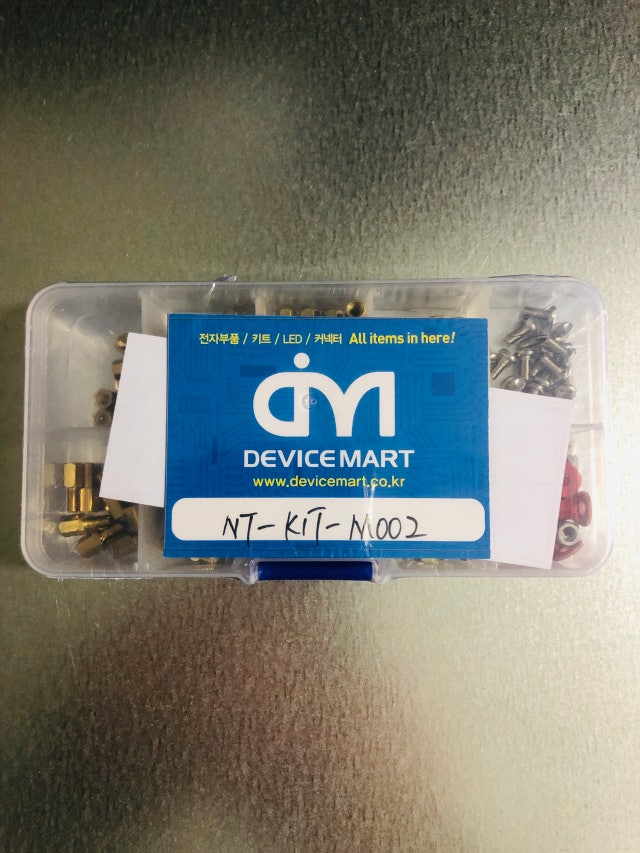 전자부품 / 키트 / LED / 커넥터 All items in here!
DM
DEVICEMART
www.devicemart.co.kr
NT-KIT-M002